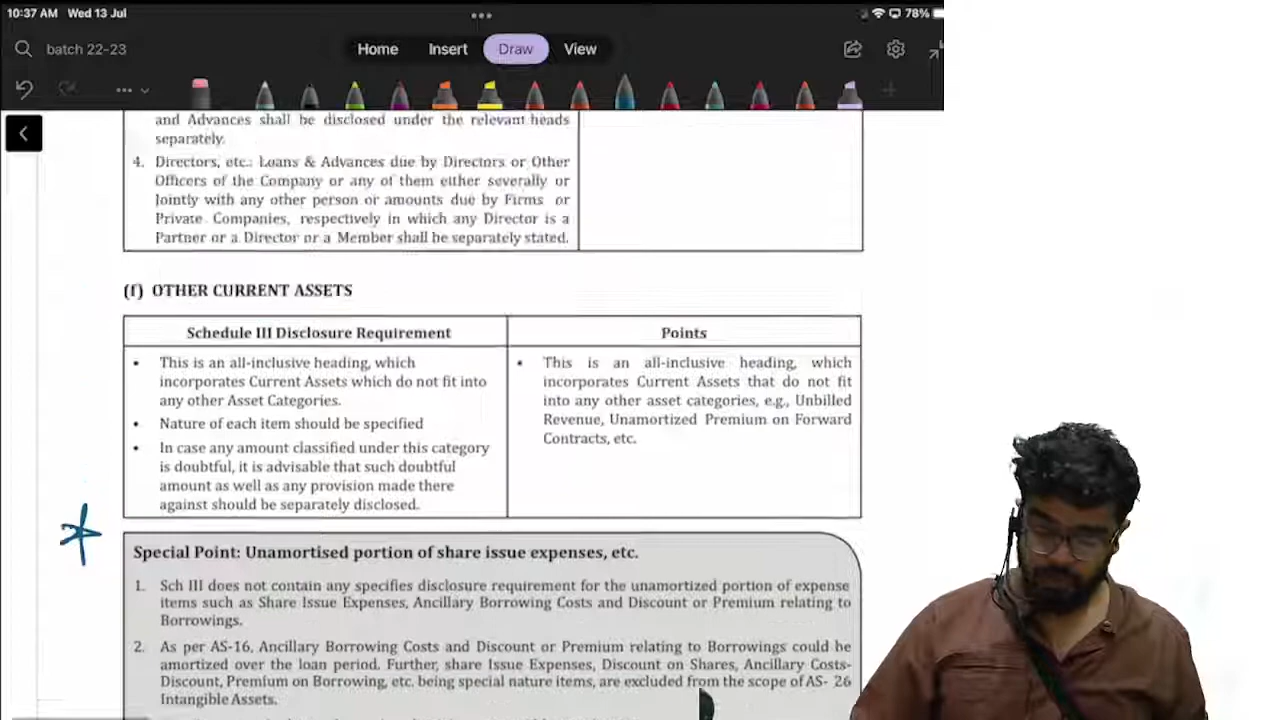 10:37 AM Wed 13 Jul
78%
batch 22-23
Home Insert Draw View
and Advances shall be disclosed under the relevant heads
separately.
4. Directors, etc.: Loans & Advances due by Directors or Other
Officers of the Company or any of them either severally or
Jointly with any other person or amounts due by Firms or
Private Companies, respectively in which any Director is a
Partner or a Director or a Member shall be separately stated.
(f) OTHER CURRENT ASSETS
Schedule III Disclosure Requirement
Points
• This is an all-inclusive heading, which
incorporates Current Assets which do not fit into
any other Asset Categories.
• Nature of each item should be specified
• In case any amount classified under this category
is doubtful, it is advisable that such doubtful
amount as well as any provision made there
against should be separately disclosed.
• This is an all-inclusive heading, which
incorporates Current Assets that do not fit
into any other asset categories, e.g., Unbilled
Revenue, Unamortized Premium on Forward
Contracts, etc.
Special Point: Unamortised portion of share issue expenses, etc.
1. Sch III does not contain any specifies disclosure requirement for the unamortized portion of expense
items such as Share Issue Expenses, Ancillary Borrowing Costs and Discount or Premium relating to
Borrowings.
2. As per AS-16, Ancillary Borrowing Costs and Discount or Premium relating to Borrowings could be
amortized over the loan period. Further, share Issue Expenses, Discount on Shares, Ancillary Costs-
Discount, Premium on Borrowing, etc. being special nature items, are excluded from the scope of AS- 26
Intangible Assets.